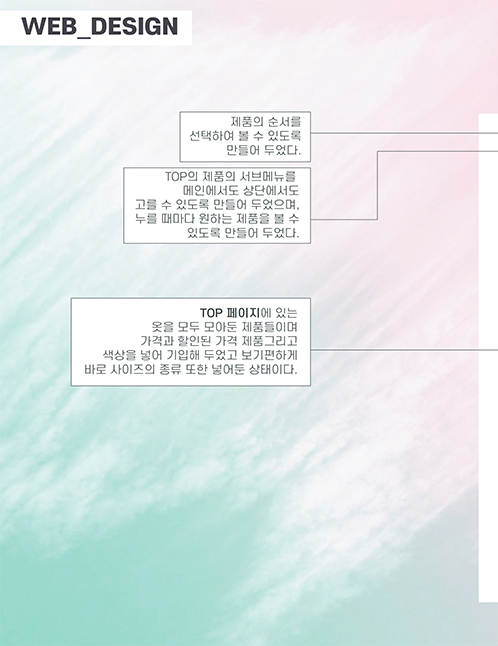 WEB_DESIGN
제품의 순서를
선택하여 볼 수 있도록
만들어 두었다.
TOP의 제품의 서브메뉴를
메인에서도 상단에서도
고를 수 있도록 만들어 두었으며,
누를 때마다 원하는 제품을 볼 수
있도록 만들어 두었다.
TOP 페이지에 있는
옷을 모두 모아둔 제품들이며
가격과 할인된 가격 제품그리고
색상을 넣어 기입해 두었고 보기편하게
바로 사이즈의 종류 또한 넣어둔 상태이다.